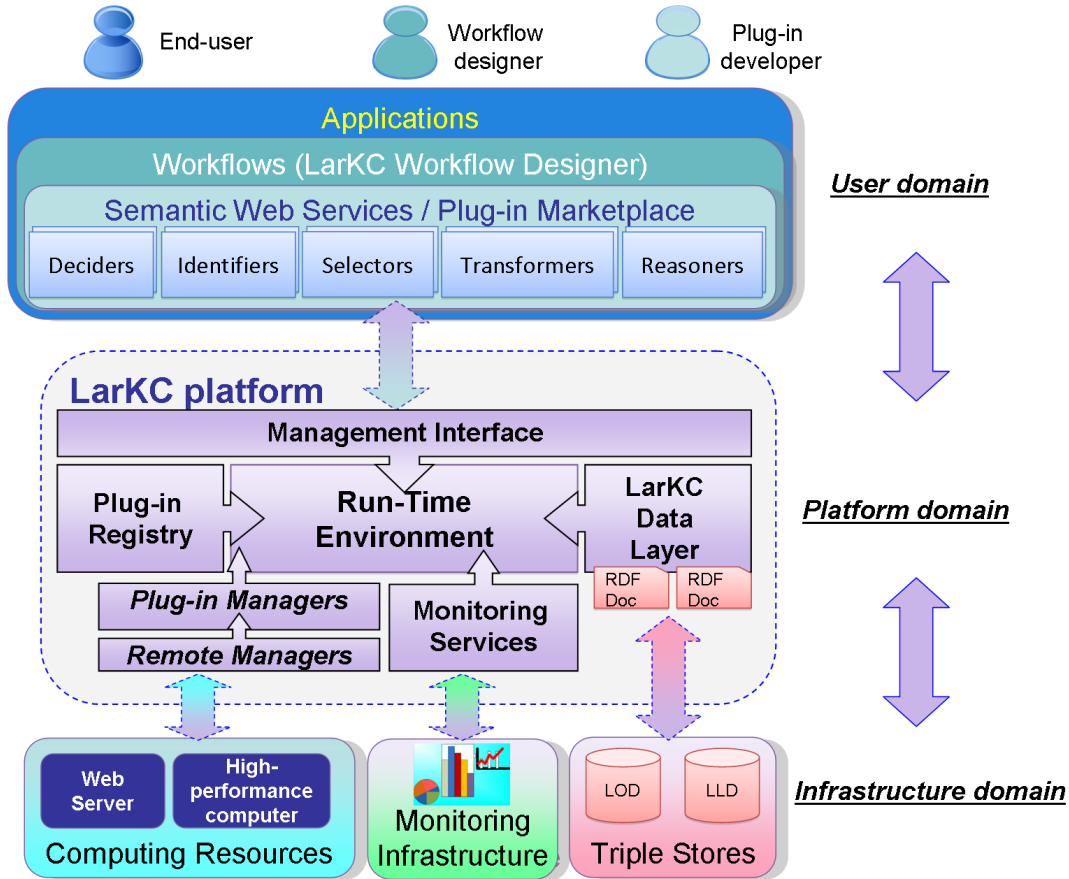 End-user
Workflow
designer
Plug-in
developer
Applications
Workflows (LarKC Workflow Designer)
Semantic Web Services / Plug-in Marketplace
Deciders
Identifiers
Selectors
Transformers
Reasoners
User domain
LarKC platform
Management Interface
Plug-in
Registry
Run-Time
Environment
LarKC
Data
Layer
RDF
Doc
RDF
Doc
Plug-in Managers
Remote Managers
Monitoring
Services
Platform domain
Web
Server
High-
performance
computer
Computing Resources
Monitoring
Infrastructure
LOD
LLD
Triple Stores
Infrastructure domain